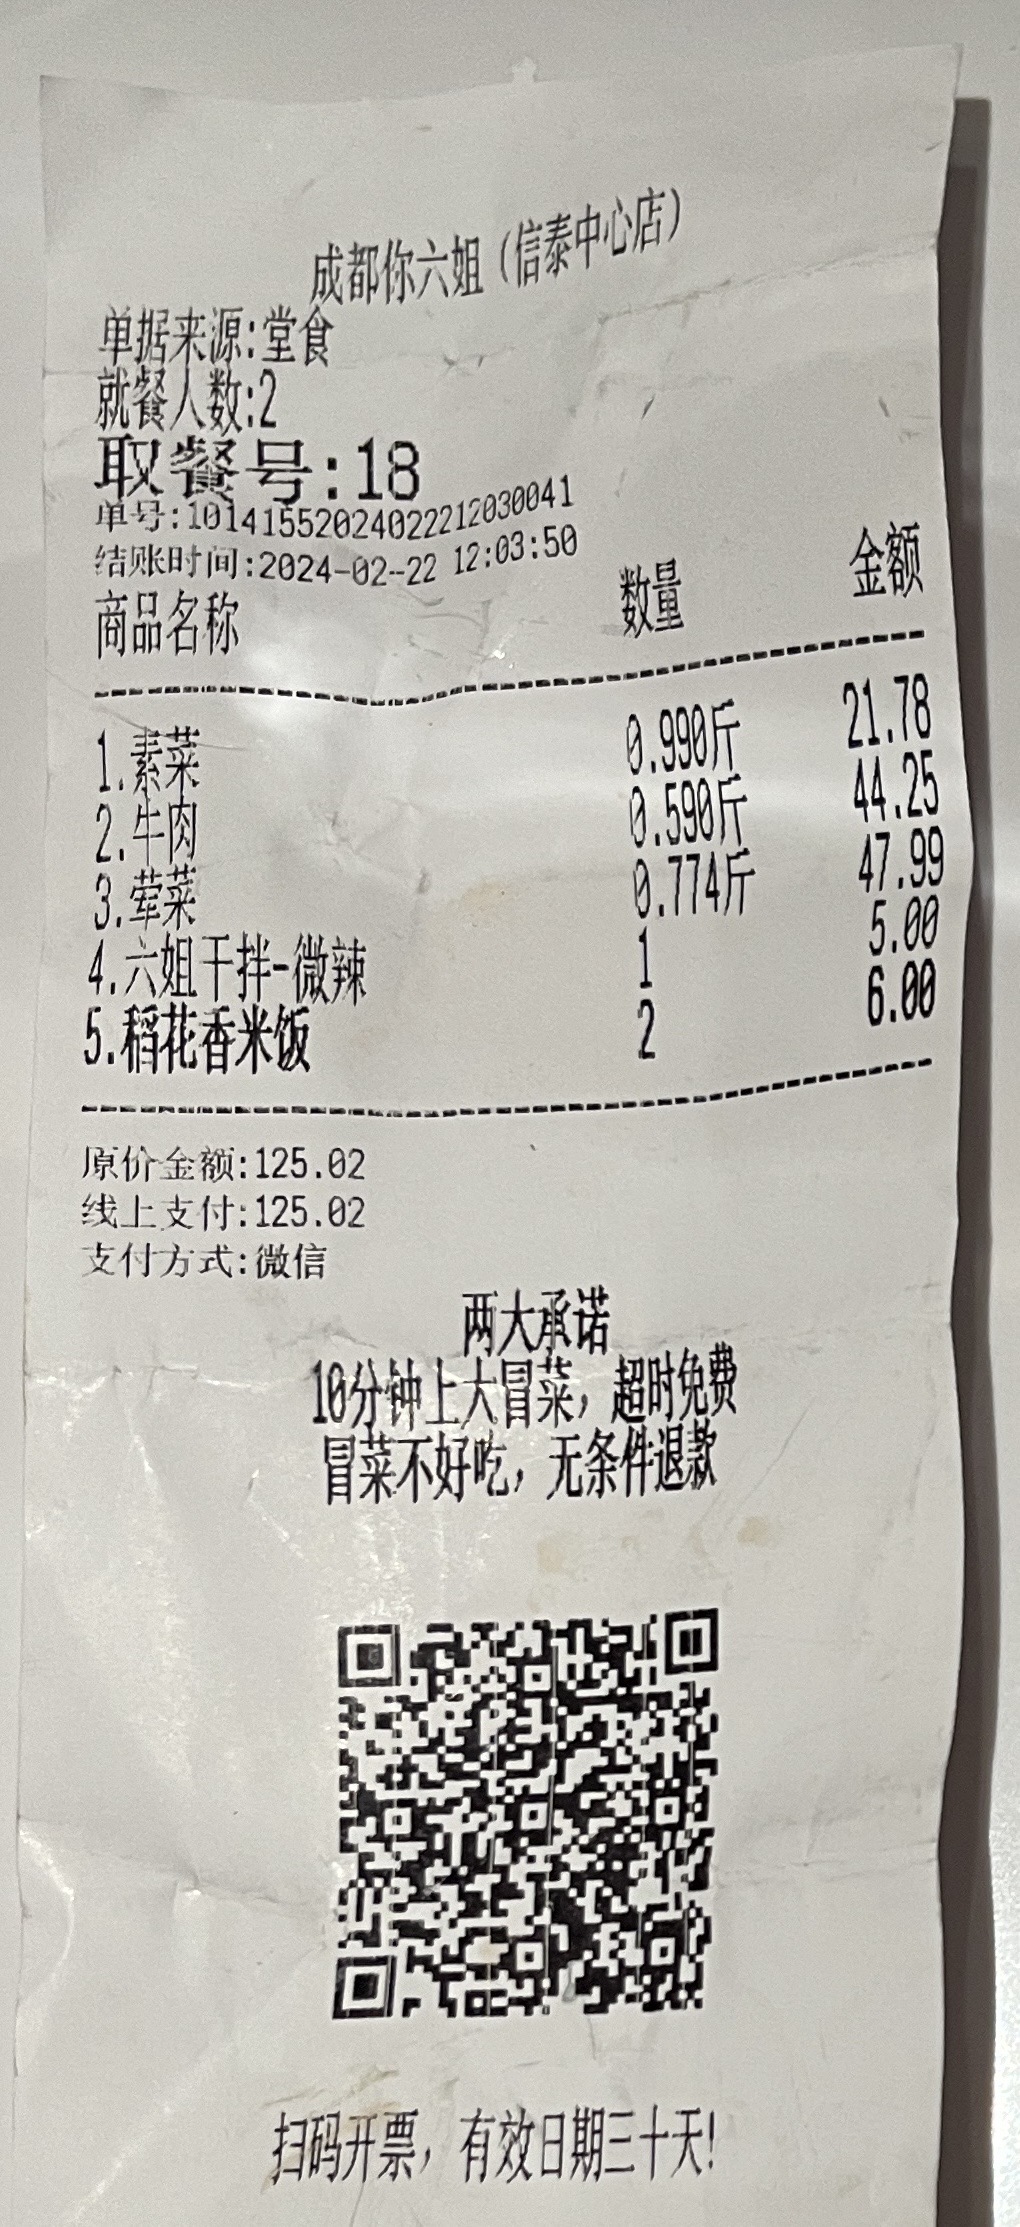 成都你六姐（信泰中心店）
单据来源:堂食
就餐人数:2
取餐号:18
单号:10141552024022212030041
结账时间:2024-02-22 12:03:50
商品名称 数量 金额
1.素菜 0.990斤 21.78
2.牛肉 0.590斤 44.25
3.荤菜 0.774斤 47.99
4.六姐干拌-微辣 1 5.00
5.稻花香米饭 2 6.00
原价金额:125.02
线上支付:125.02
支付方式:微信
两大承诺
10分钟上大冒菜，超时免费
冒菜不好吃，无条件退款
扫码开票，有效日期三十天!